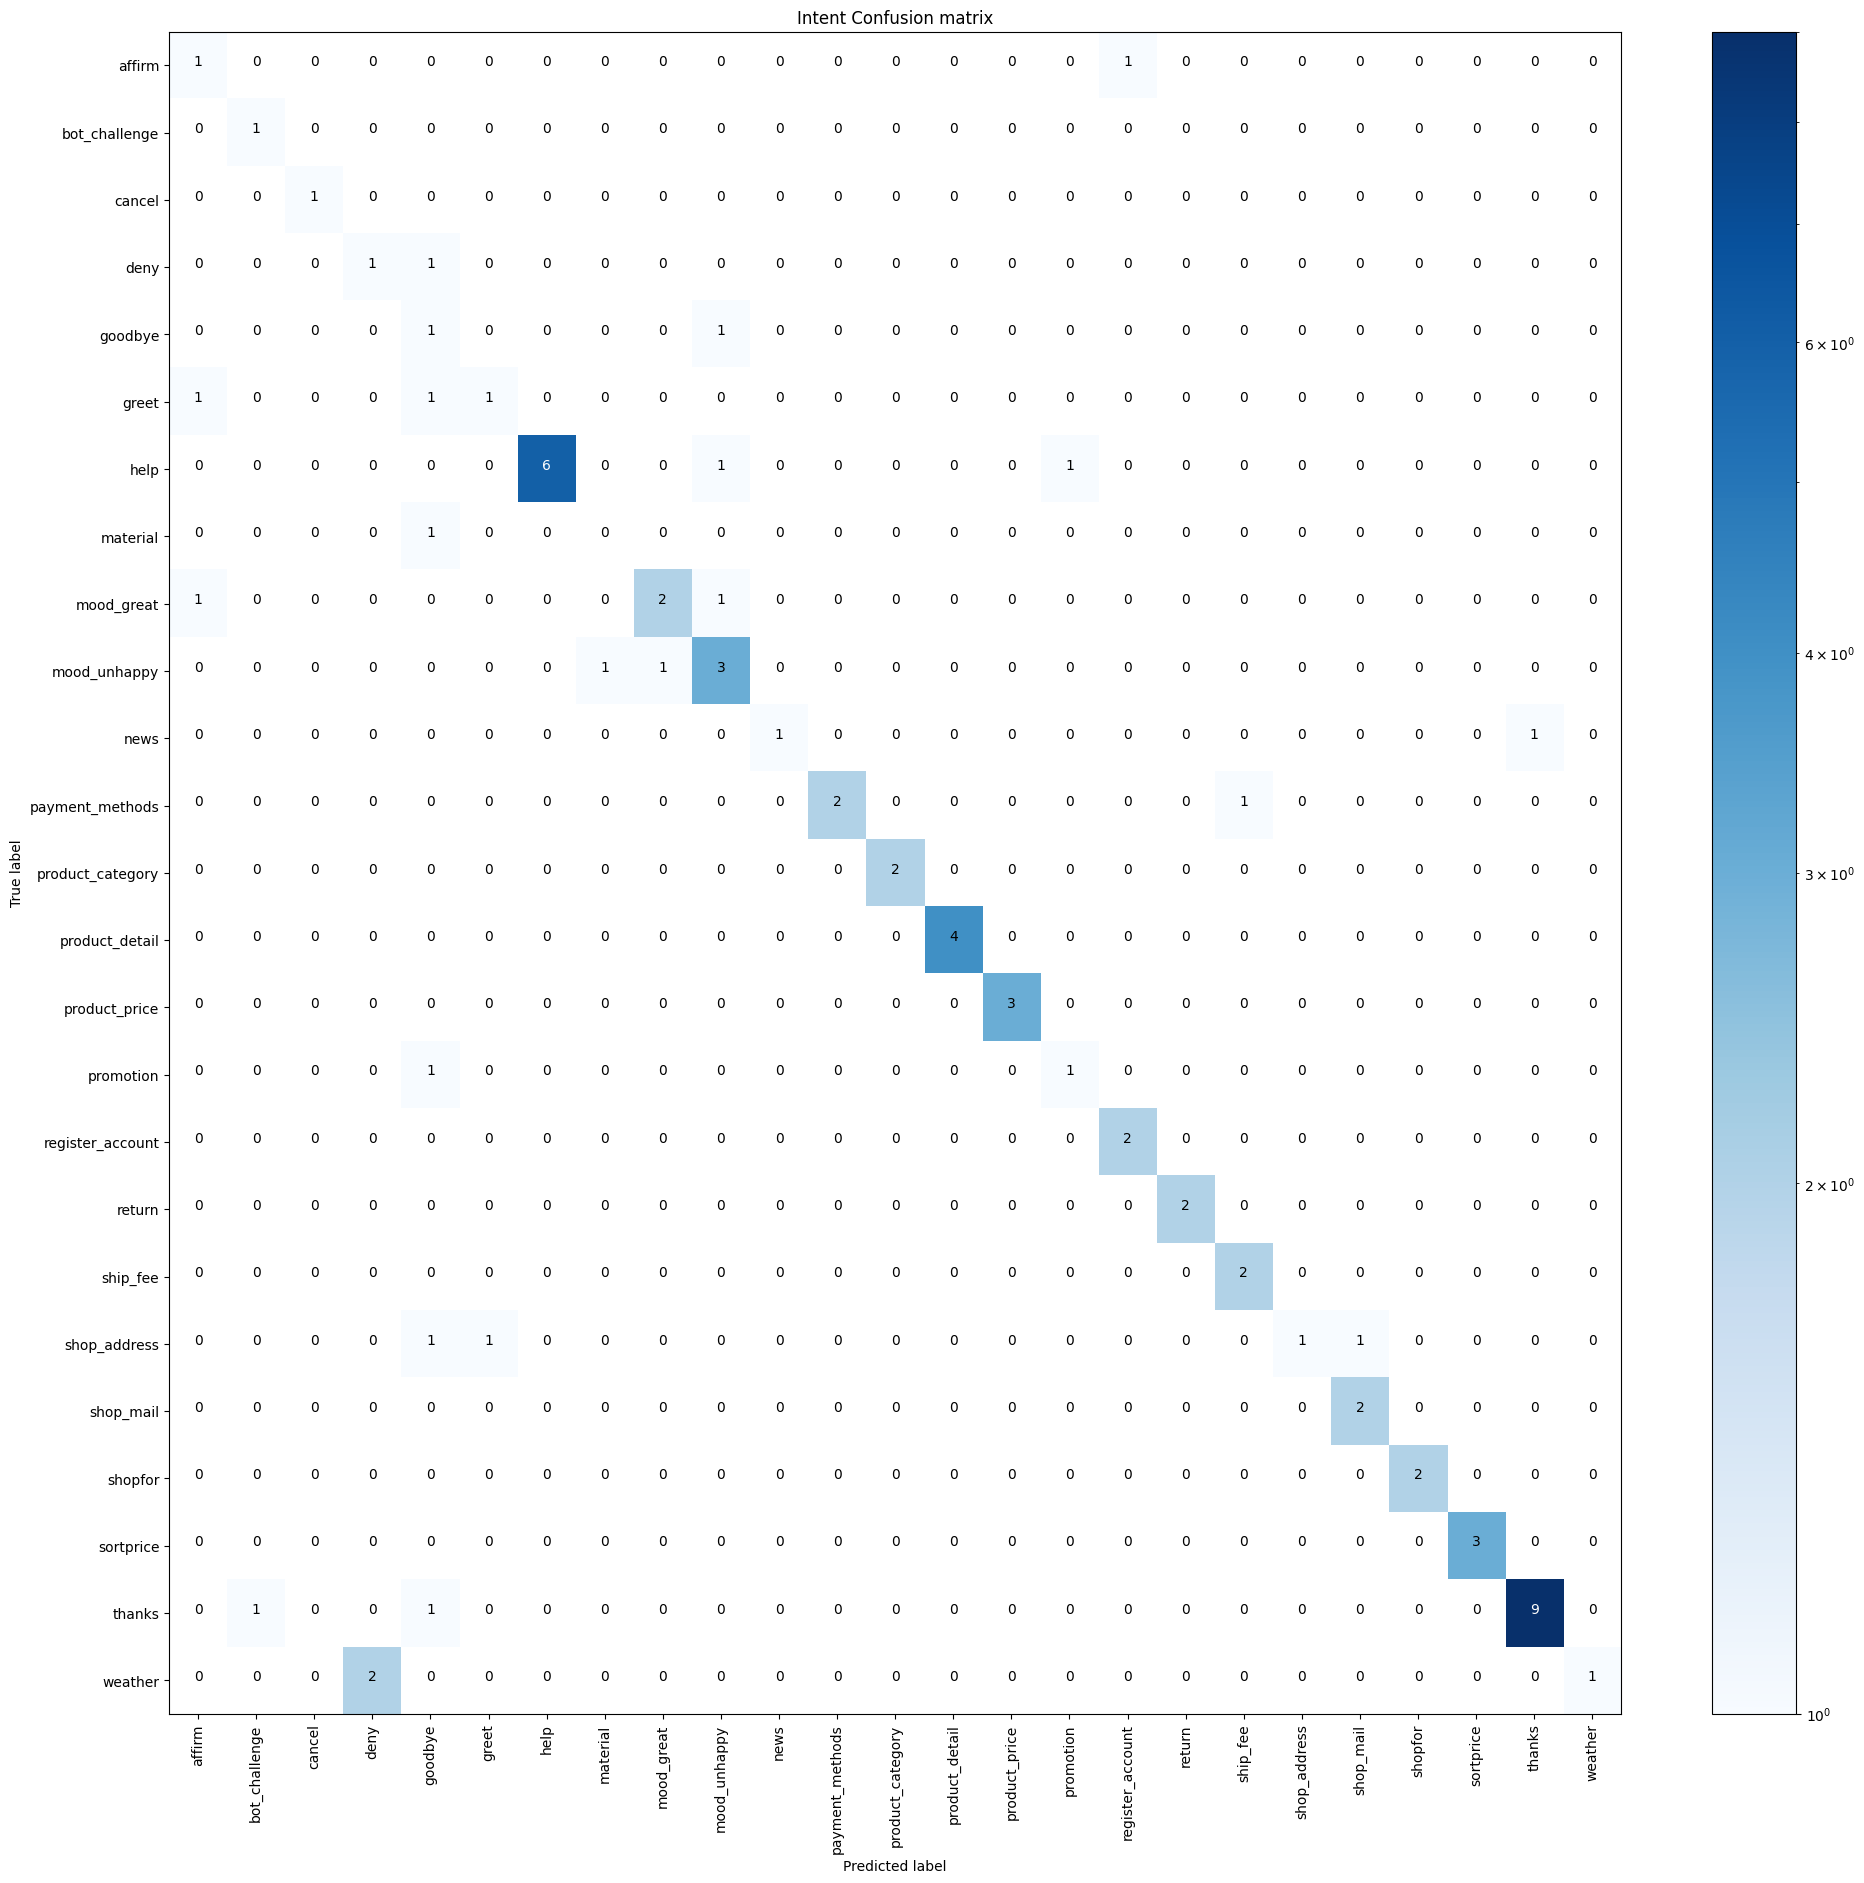 Intent Confusion matrix
affirm 1 0 0 0 0 0 0 0 0 0 0 0 0 0 0 0 1 0 0 0 0 0 0 0 0
bot_challenge 0 1 0 0 0 0 0 0 0 0 0 0 0 0 0 0 0 0 0 0 0 0 0 0 0
cancel 0 0 1 0 0 0 0 0 0 0 0 0 0 0 0 0 0 0 0 0 0 0 0 0 0
deny 0 0 0 1 1 0 0 0 0 0 0 0 0 0 0 0 0 0 0 0 0 0 0 0 0
goodbye 0 0 0 0 1 0 0 0 0 1 0 0 0 0 0 0 0 0 0 0 0 0 0 0 0
greet 1 0 0 0 1 1 0 0 0 0 0 0 0 0 0 0 0 0 0 0 0 0 0 0 0
help 0 0 0 0 0 0 6 0 0 1 0 0 0 0 0 1 0 0 0 0 0 0 0 0 0
material 0 0 0 0 1 0 0 0 0 0 0 0 0 0 0 0 0 0 0 0 0 0 0 0 0
mood_great 1 0 0 0 0 0 0 0 2 1 0 0 0 0 0 0 0 0 0 0 0 0 0 0 0
mood_unhappy 0 0 0 0 0 0 0 1 1 3 0 0 0 0 0 0 0 0 0 0 0 0 0 0 0
news 0 0 0 0 0 0 0 0 0 0 1 0 0 0 0 0 0 0 0 0 0 0 0 1 0
payment_methods 0 0 0 0 0 0 0 0 0 0 0 2 0 0 0 0 0 0 1 0 0 0 0 0 0
product_category 0 0 0 0 0 0 0 0 0 0 0 0 2 0 0 0 0 0 0 0 0 0 0 0 0
product_detail 0 0 0 0 0 0 0 0 0 0 0 0 0 4 0 0 0 0 0 0 0 0 0 0 0
product_price 0 0 0 0 0 0 0 0 0 0 0 0 0 0 3 0 0 0 0 0 0 0 0 0 0
promotion 0 0 0 0 1 0 0 0 0 0 0 0 0 0 0 1 0 0 0 0 0 0 0 0 0
register_account 0 0 0 0 0 0 0 0 0 0 0 0 0 0 0 0 2 0 0 0 0 0 0 0 0
return 0 0 0 0 0 0 0 0 0 0 0 0 0 0 0 0 0 2 0 0 0 0 0 0 0
ship_fee 0 0 0 0 0 0 0 0 0 0 0 0 0 0 0 0 0 0 2 0 0 0 0 0 0
shop_address 0 0 0 0 1 1 0 0 0 0 0 0 0 0 0 0 0 0 0 1 1 0 0 0 0
shop_mail 0 0 0 0 0 0 0 0 0 0 0 0 0 0 0 0 0 0 0 0 2 0 0 0 0
shopfor 0 0 0 0 0 0 0 0 0 0 0 0 0 0 0 0 0 0 0 0 0 2 0 0 0
sortprice 0 0 0 0 0 0 0 0 0 0 0 0 0 0 0 0 0 0 0 0 0 0 3 0 0
thanks 0 1 0 0 1 0 0 0 0 0 0 0 0 0 0 0 0 0 0 0 0 0 0 9 0
weather 0 0 0 2 0 0 0 0 0 0 0 0 0 0 0 0 0 0 0 0 0 0 0 0 1
True label
affirm
bot_challenge
cancel
deny
goodbye
greet
help
material
mood_great
mood_unhappy
news
payment_methods
product_category
product_detail
product_price
promotion
register_account
return
ship_fee
shop_address
shop_mail
shopfor
sortprice
thanks
weather
Predicted label
6 × 10⁰
4 × 10⁰
3 × 10⁰
2 × 10⁰
10⁰